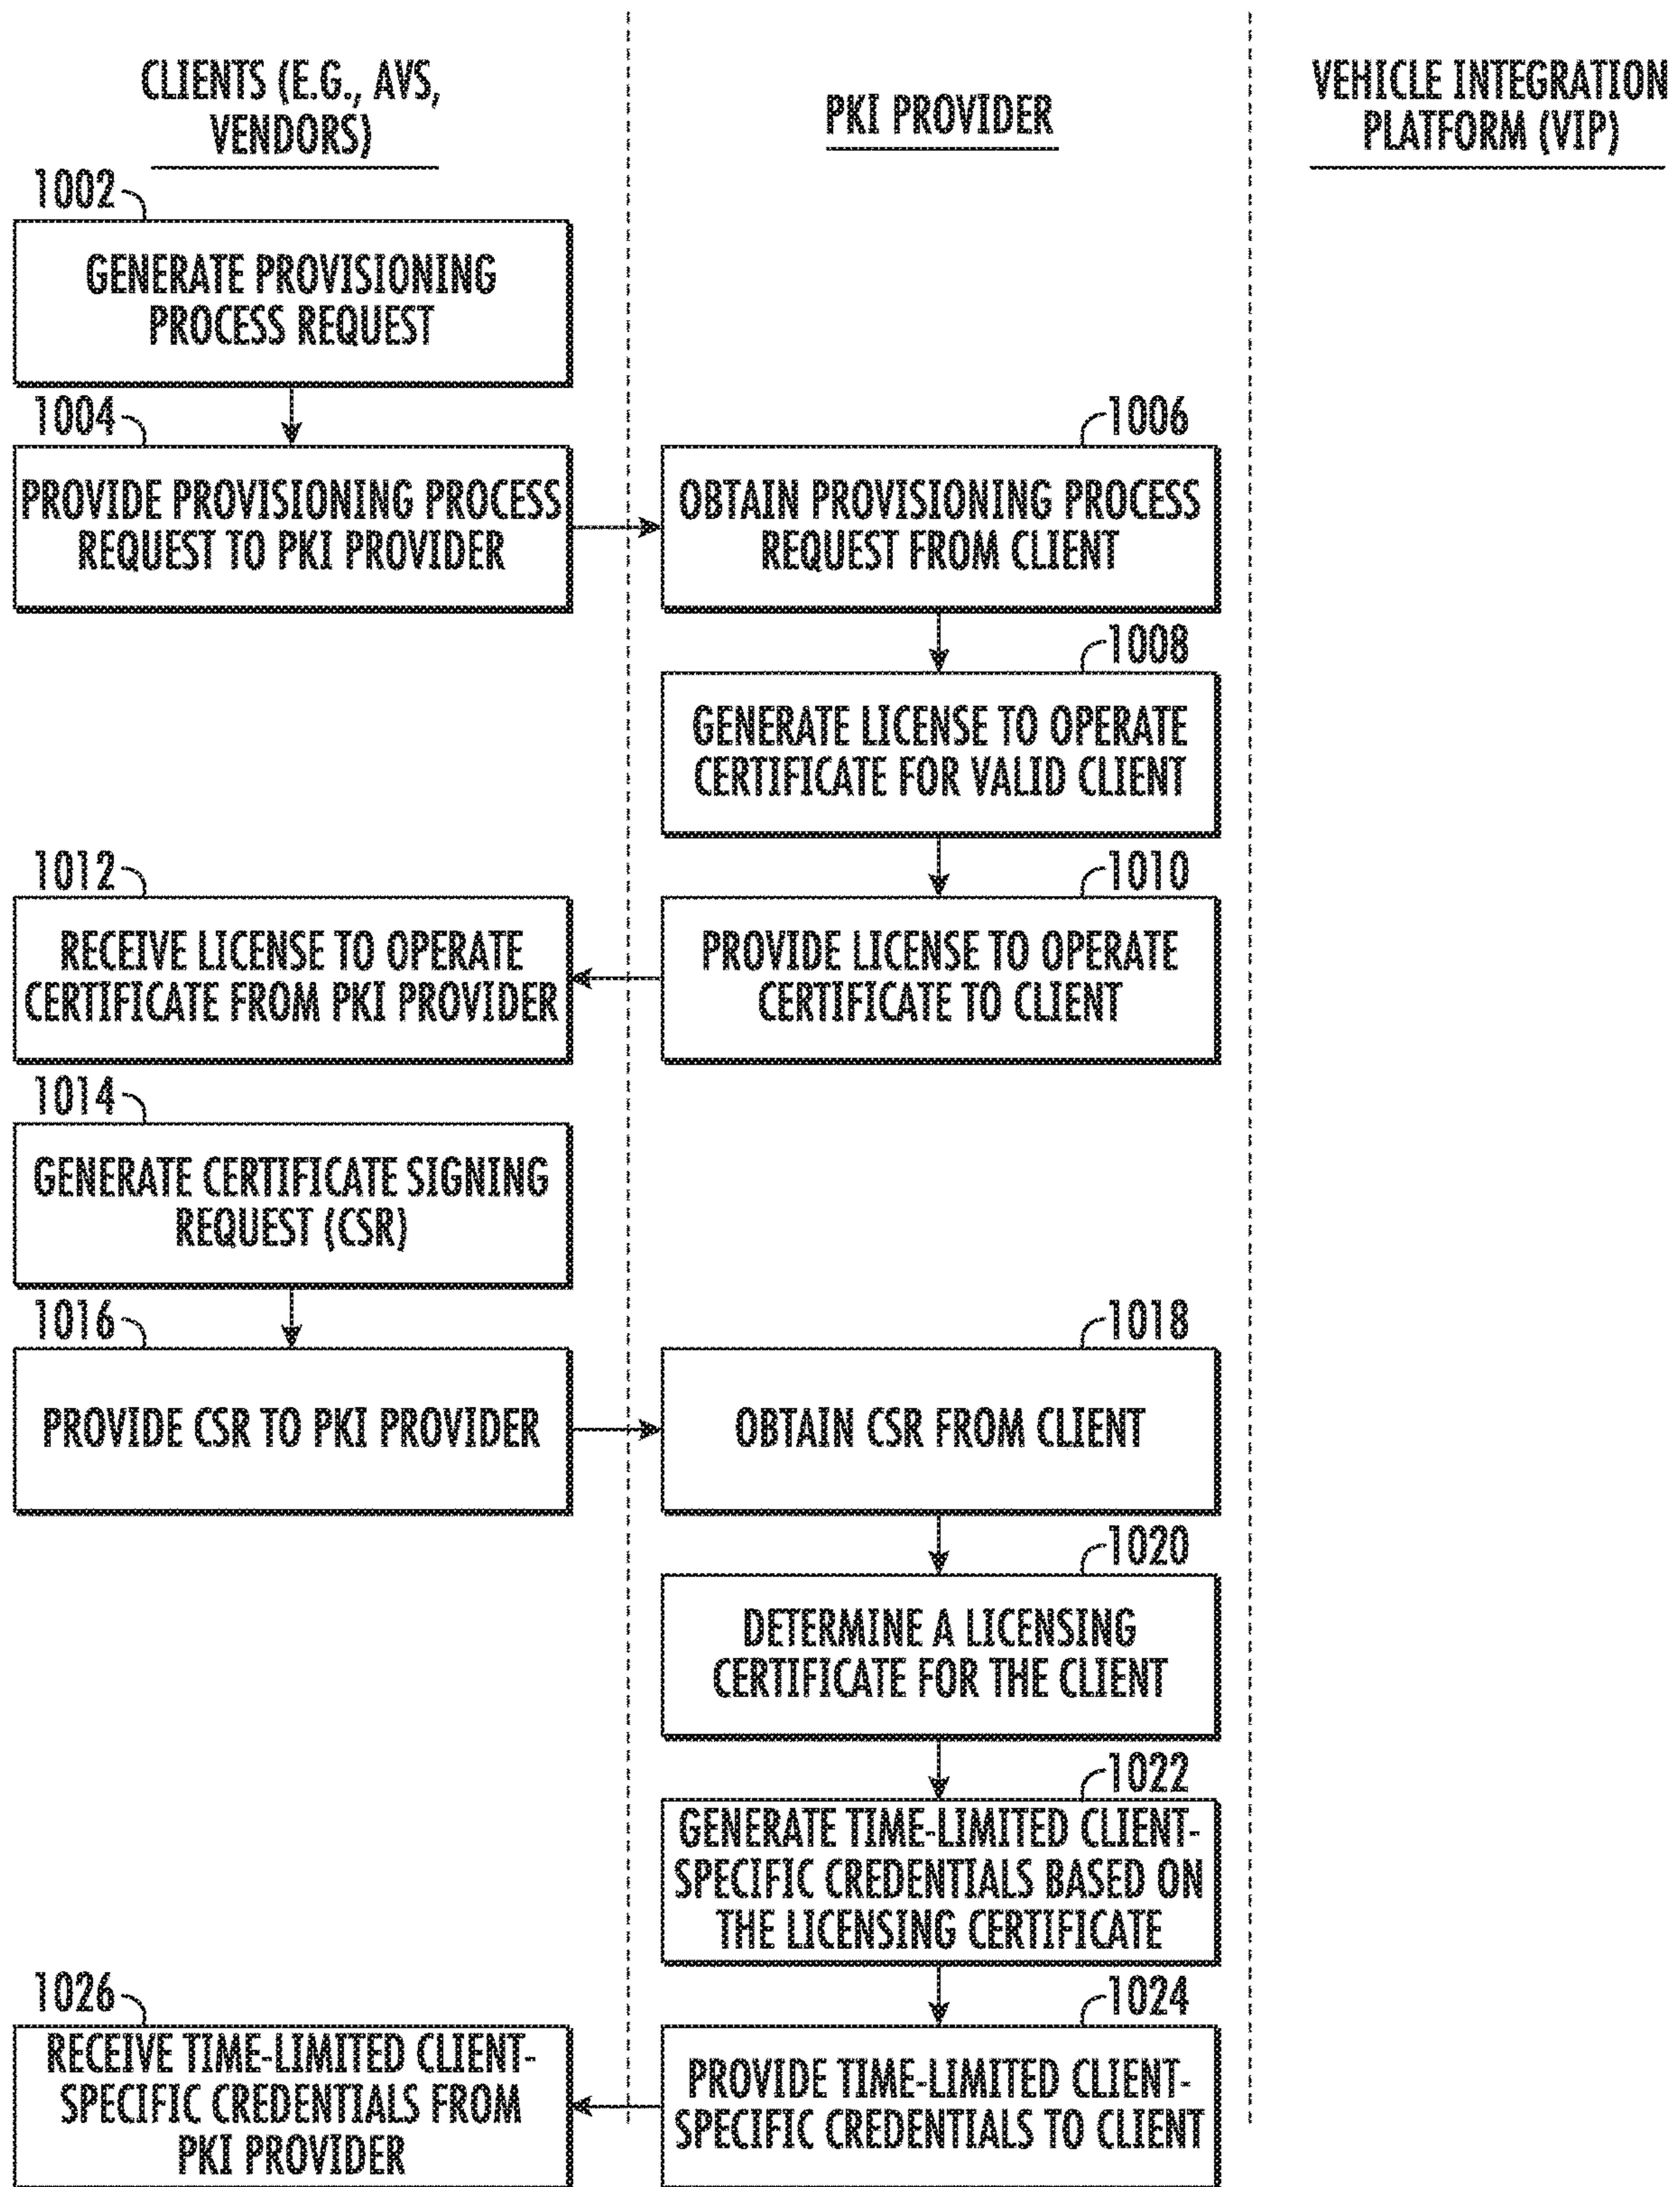 CLIENTS (E.G., AVS,
VENDORS)
PKI PROVIDER
VEHICLE INTEGRATION
PLATFORM (VIP)
1002
GENERATE PROVISIONING
PROCESS REQUEST
1004
PROVIDE PROVISIONING PROCESS
REQUEST TO PKI PROVIDER
1006
OBTAIN PROVISIONING PROCESS
REQUEST FROM CLIENT
1008
GENERATE LICENSE TO OPERATE
CERTIFICATE FOR VALID CLIENT
1010
PROVIDE LICENSE TO OPERATE
CERTIFICATE TO CLIENT
1012
RECEIVE LICENSE TO OPERATE
CERTIFICATE FROM PKI PROVIDER
1014
GENERATE CERTIFICATE SIGNING
REQUEST (CSR)
1016
PROVIDE CSR TO PKI PROVIDER
1018
OBTAIN CSR FROM CLIENT
1020
DETERMINE A LICENSING
CERTIFICATE FOR THE CLIENT
1022
GENERATE TIME-LIMITED CLIENT-
SPECIFIC CREDENTIALS BASED ON
THE LICENSING CERTIFICATE
1024
PROVIDE TIME-LIMITED CLIENT-
SPECIFIC CREDENTIALS TO CLIENT
1026
RECEIVE TIME-LIMITED CLIENT-
SPECIFIC CREDENTIALS FROM
PKI PROVIDER